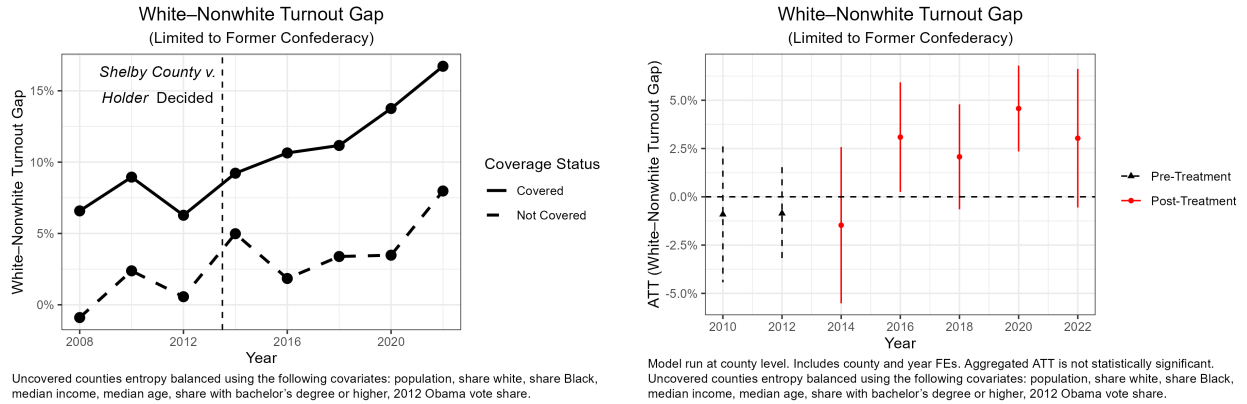 White–Nonwhite Turnout Gap
(Limited to Former Confederacy)
White–Nonwhite Turnout Gap
15%
10%
5%
0%
Shelby County v.
Holder Decided
2008
2012
2016
2020
Year
Coverage Status
Covered
Not Covered
Uncovered counties entropy balanced using the following covariates: population, share white, share Black,
median income, median age, share with bachelor's degree or higher, 2012 Obama vote share.
White–Nonwhite Turnout Gap
(Limited to Former Confederacy)
ATT (White–Nonwhite Turnout Gap)
5.0%
2.5%
0.0%
-2.5%
-5.0%
2010
2012
2014
2016
2018
2020
2022
Year
Pre-Treatment
Post-Treatment
Model run at county level. Includes county and year FEs. Aggregated ATT is not statistically significant.
Uncovered counties entropy balanced using the following covariates: population, share white, share Black,
median income, median age, share with bachelor's degree or higher, 2012 Obama vote share.